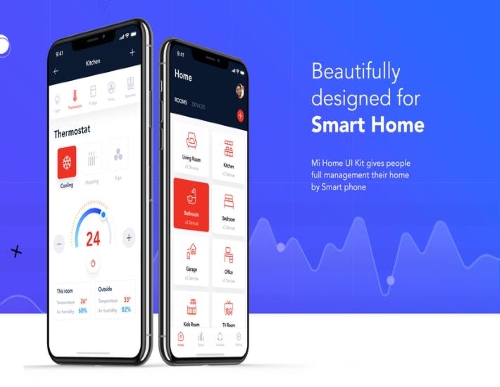 Beautifully
designed for
Smart Home
Mi Home UI Kit gives people
full management their home
by Smart phone
9:41
Kitchen
Thermostat
Cooling
Heating
Fan
24
This room
Temperature 24°
Air humidity 60%
Outside
Temperature 33°
Air humidity 82%
9:41
Home
ROOMS
DEVICES
Living Room
Kitchen
Bathroom
Bedroom
Garage
Office
Kids Room
TV Room